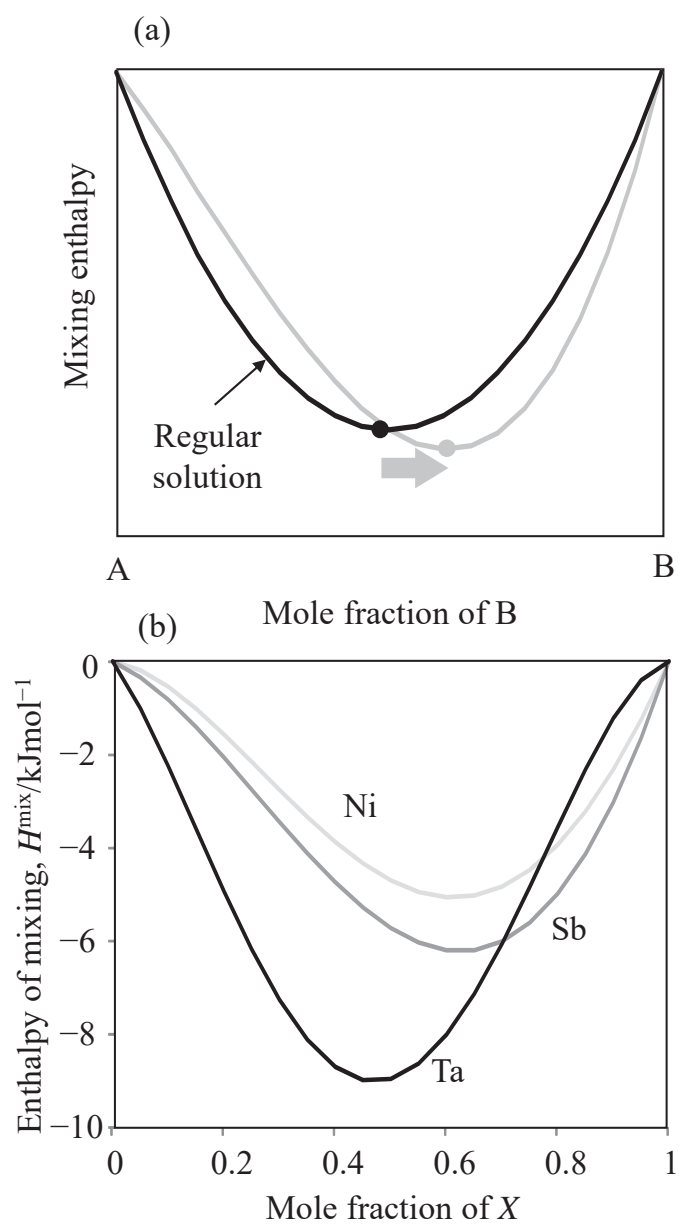 (a)
Mixing enthalpy
Regular
solution
A
B
Mole fraction of B
(b)
Enthalpy of mixing, H^mix/kJmol⁻¹
0
−2
−4
−6
−8
−10
Ni
Sb
Ta
0
0.2
0.4
0.6
0.8
1
Mole fraction of X